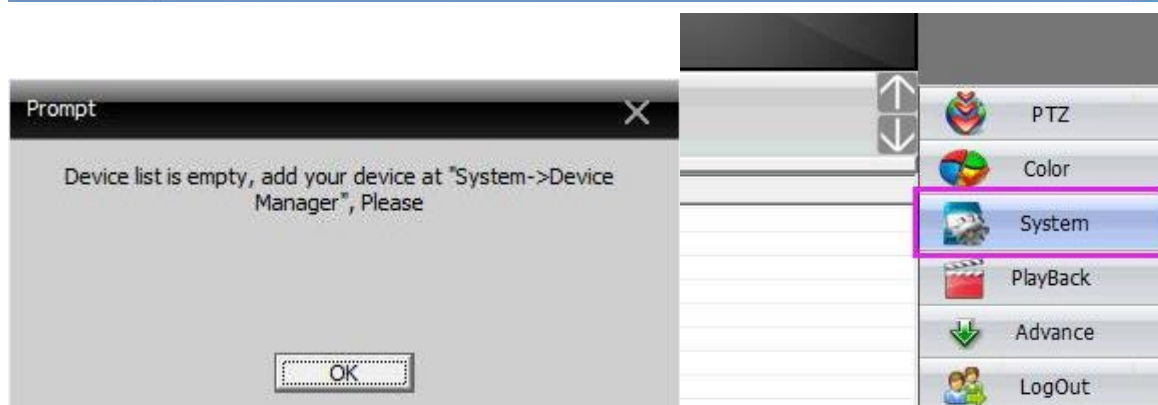 Prompt
Device list is empty, add your device at "System->Device
Manager", Please
OK
PTZ
Color
System
PlayBack
Advance
LogOut